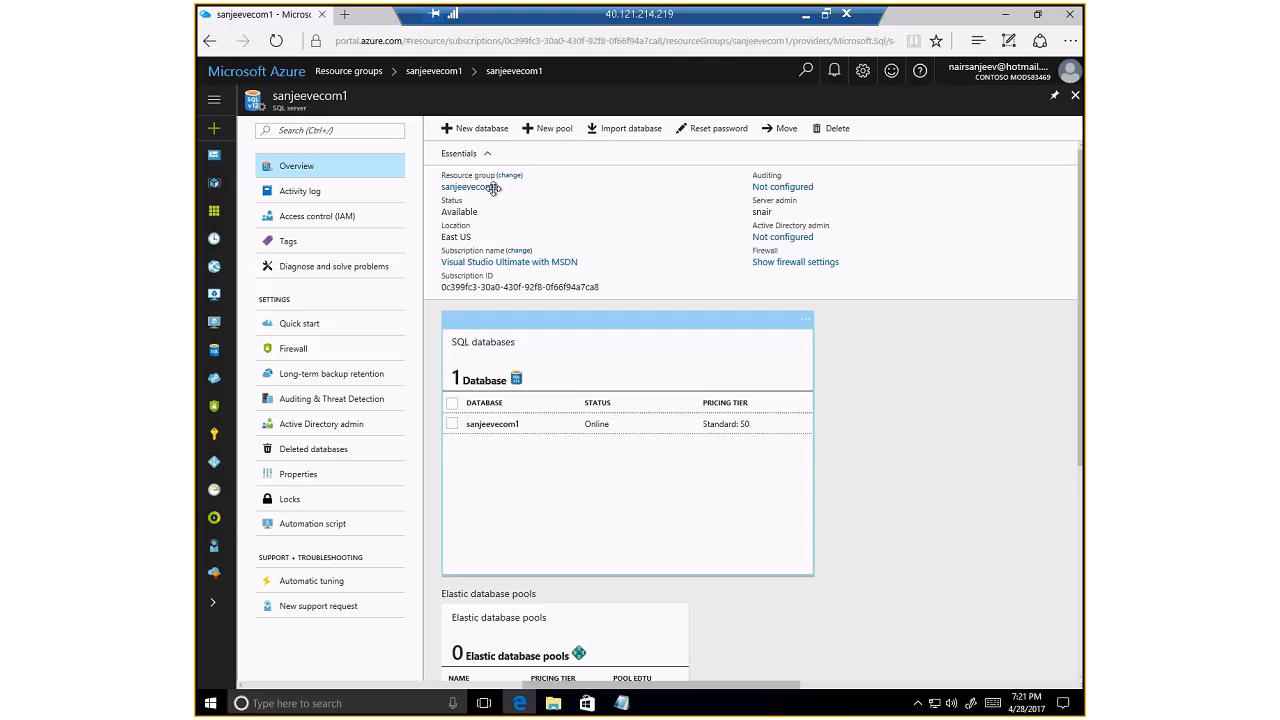 sanjeevecom1 - Microsc
40.121.214.219
portal.azure.com/#resource/subscriptions/0c399fc3-30a0-430f-92f8-0f66f94a7ca8/resourceGroups/sanjeevecom1/providers/Microsoft.Sql/se
Microsoft Azure Resource groups sanjeevecom1 sanjeevecom1
nairsanjeev@hotmail....
CONTOSO MOD583469
sanjeevecom1
SQL server
Search (Ctrl+/)
Overview
Activity log
Access control (IAM)
Tags
Diagnose and solve problems
SETTINGS
Quick start
Firewall
Long-term backup retention
Auditing & Threat Detection
Active Directory admin
Deleted databases
Properties
Locks
Automation script
SUPPORT + TROUBLESHOOTING
Automatic tuning
New support request
New database New pool Import database Reset password Move Delete
Essentials
Resource group (change)
Status
Available
Location
East US
Subscription name (change)
Visual Studio Ultimate with MSDN
Subscription ID
0c399fc3-30a0-430f-92f8-0f66f94a7ca8
Auditing
Not configured
Server admin
snair
Active Directory admin
Not configured
Firewall
Show firewall settings
SQL databases
1 Database
DATABASE STATUS PRICING TIER
sanjeevecom1 Online Standard: S0
Elastic database pools
Elastic database pools
0 Elastic database pools
NAME PRICING TIER POOL EDTU
Type here to search
7:21 PM
4/28/2017